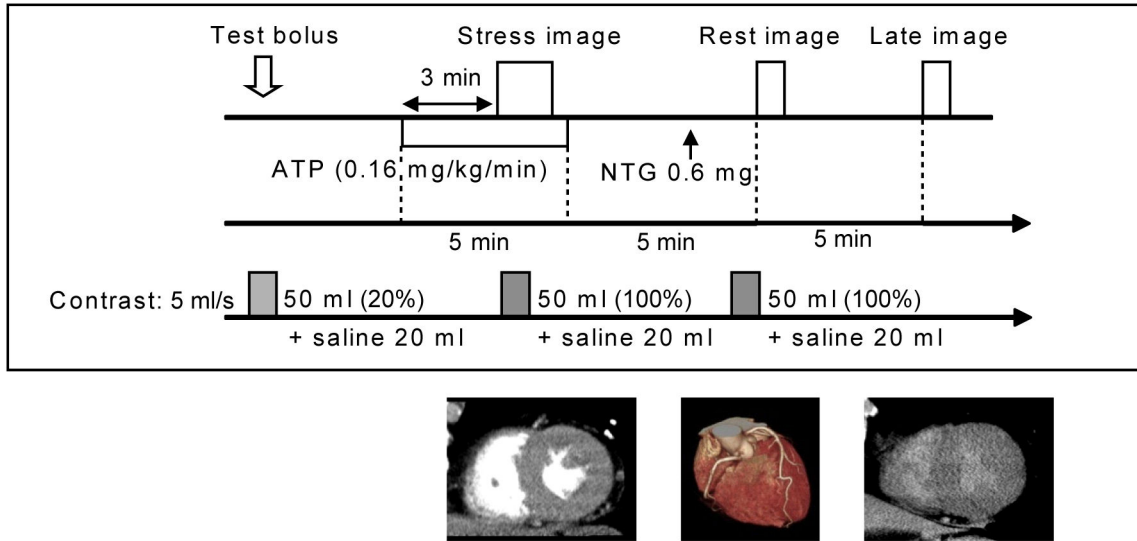 Test bolus
Stress image
Rest image
Late image
3 min
ATP (0.16 mg/kg/min)
NTG 0.6 mg
5 min
5 min
5 min
Contrast: 5 ml/s
50 ml (20%)
50 ml (100%)
50 ml (100%)
+ saline 20 ml
+ saline 20 ml
+ saline 20 ml